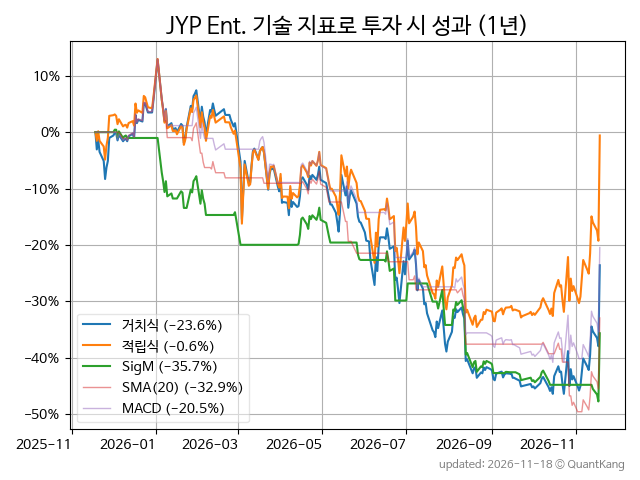 JYP Ent. 기술 지표로 투자 시 성과 (1년)
10%
0%
−10%
−20%
−30%
−40%
−50%
거치식 (−23.6%)
적립식 (−0.6%)
SigM (−35.7%)
SMA(20) (−32.9%)
MACD (−20.5%)
2025-11 2026-01 2026-03 2026-05 2026-07 2026-09 2026-11
updated: 2026-11-18 © QuantKang